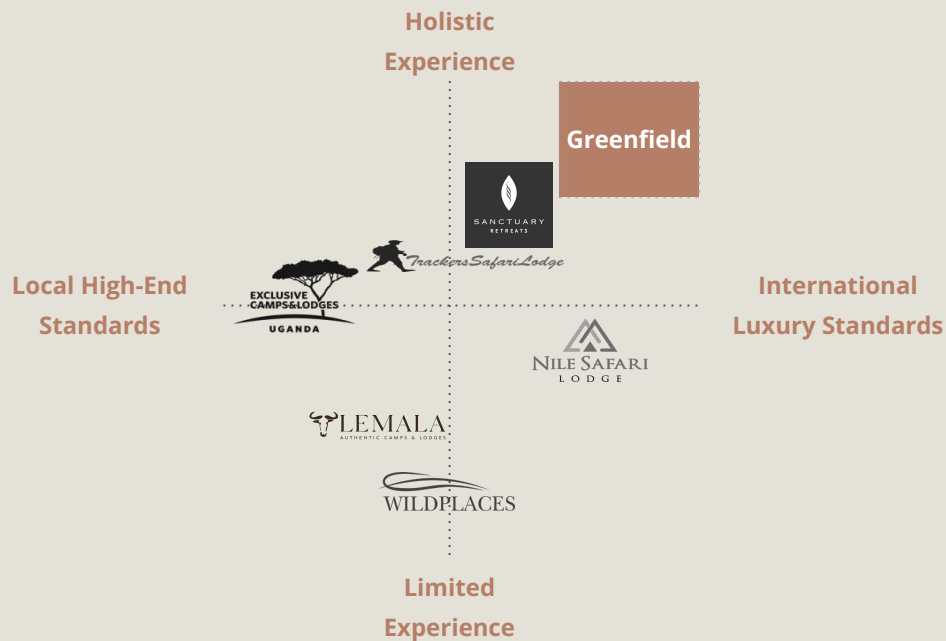 Holistic
Experience
Greenfield
SANCTUARY
RETREATS
TrackersSafariLodge
Local High-End
Standards
EXCLUSIVE
CAMPS&LODGES
UGANDA
International
Luxury Standards
NILE SAFARI
LODGE
LEMALA
AUTHENTIC CAMPS & LODGES
WILDPLACES
Limited
Experience